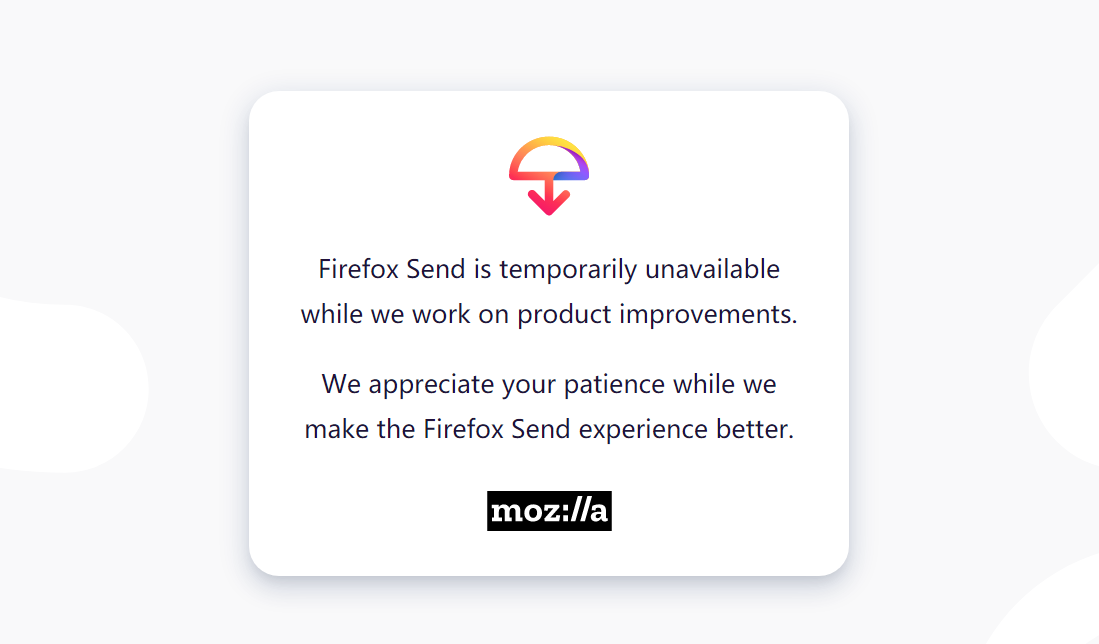 Firefox Send is temporarily unavailable
while we work on product improvements.
We appreciate your patience while we
make the Firefox Send experience better.
moz://a